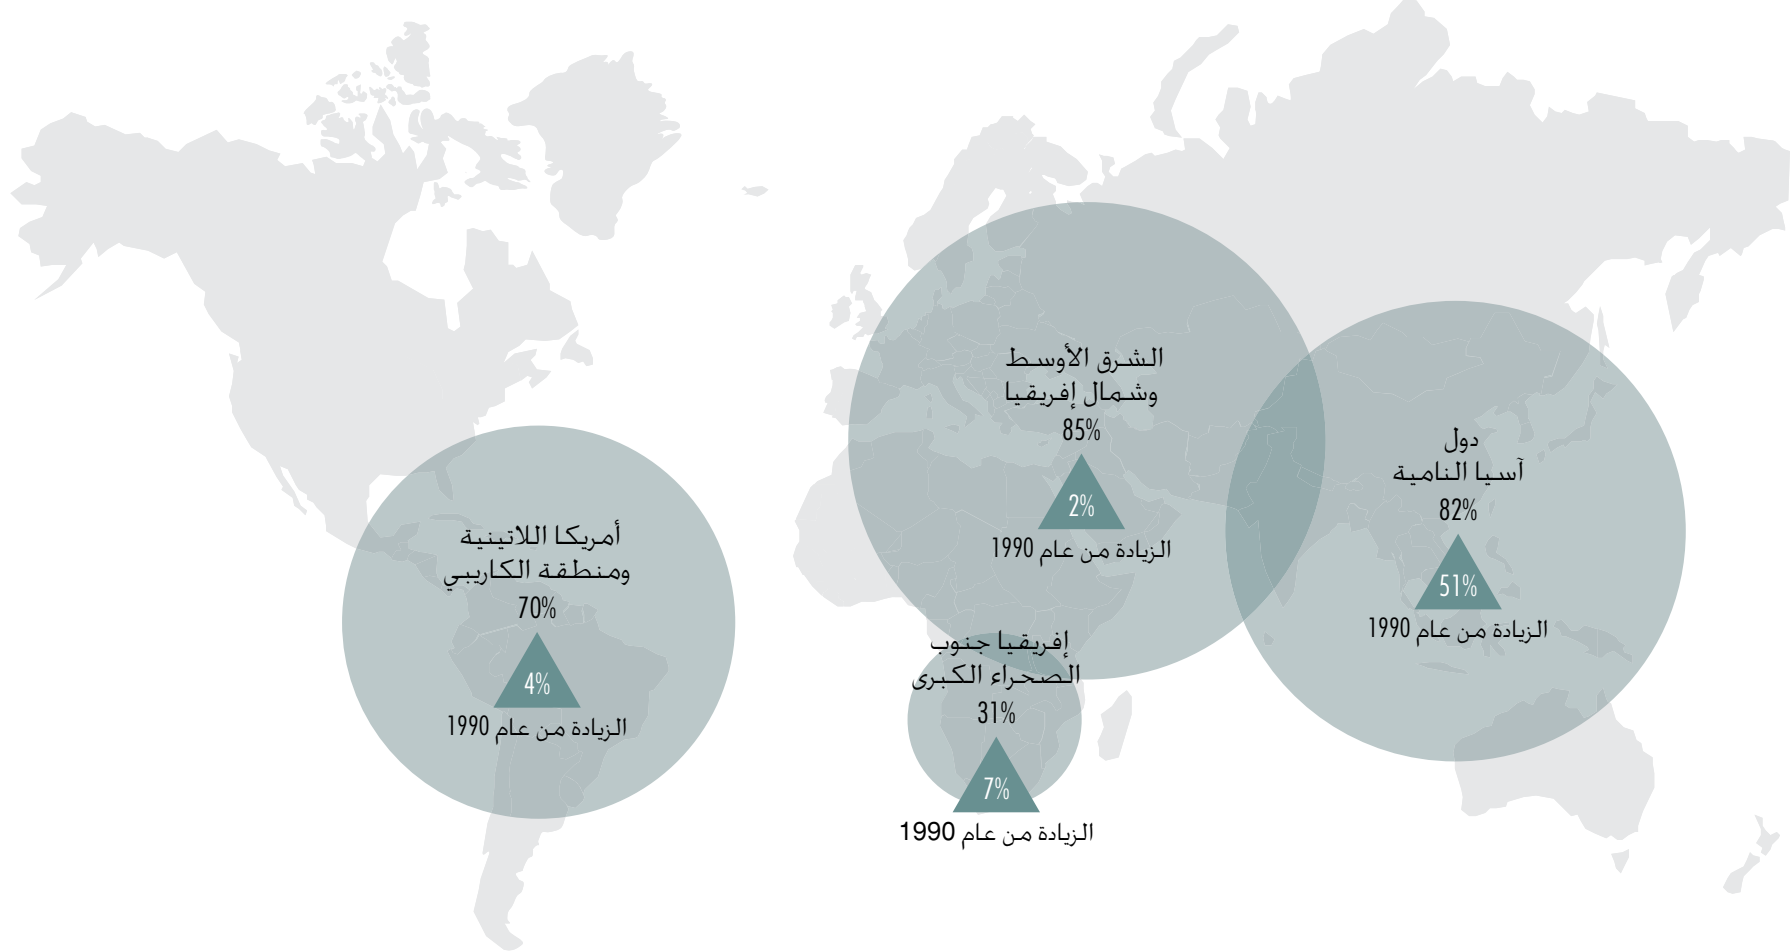 الشرق الأوسط
وشمال إفريقيا
85%
2%
الزيادة من عام 1990
دول
آسيا النامية
82%
51%
الزيادة من عام 1990
أمريكا اللاتينية
ومنطقة الكاريبي
70%
4%
الزيادة من عام 1990
إفريقيا جنوب
الصحراء الكبرى
31%
7%
الزيادة من عام 1990